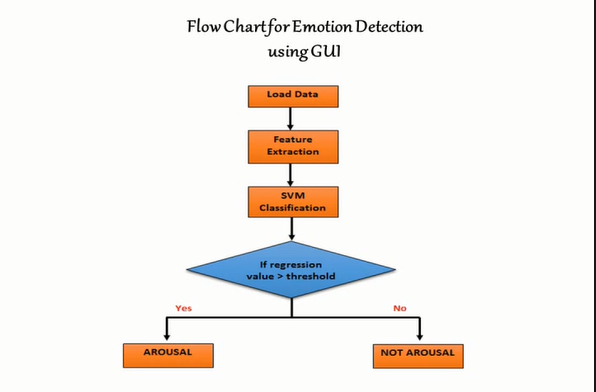 Flow Chart for Emotion Detection
using GUI
Load Data
Feature
Extraction
SVM
Classification
If regression
value > threshold
Yes
No
AROUSAL
NOT AROUSAL